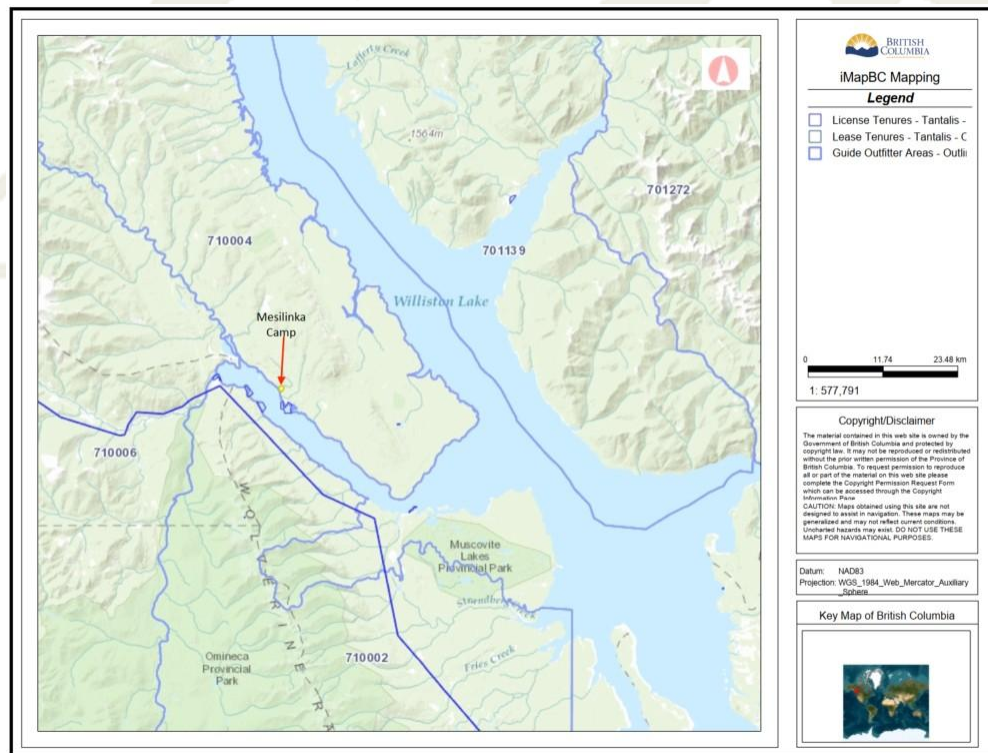 Lafferty Creek
1564m
701272
710004
701139
Williston Lake
Mesilinka
Camp
710006
WOLVERINE RA
Muscovite
Lakes
Provincial Park
Omineca
Provincial
Park
710002
Fries Creek
BRITISH
COLUMBIA
iMapBC Mapping
Legend
License Tenures - Tantalis -
Lease Tenures - Tantalis - C
Guide Outfitter Areas - Outli
0 11.74 23.48 km
1: 577,791
Copyright/Disclaimer
The material contained in this web site is owned by the
Government of British Columbia and protected by
copyright law. It may not be reproduced or redistributed
without the prior written permission of the Province of
British Columbia. To request permission to reproduce
all or part of the material on this web site please
complete the Copyright Permission Request Form
which can be accessed through the Copyright
Information Page
CAUTION: Maps obtained using this site are not
designed to assist in navigation. These maps may be
generalized and may not reflect current conditions.
Uncharted hazards may exist. DO NOT USE THESE
MAPS FOR NAVIGATIONAL PURPOSES.
Datum: NAD83
Projection: WGS_1984_Web_Mercator_Auxiliary
_Sphere
Key Map of British Columbia